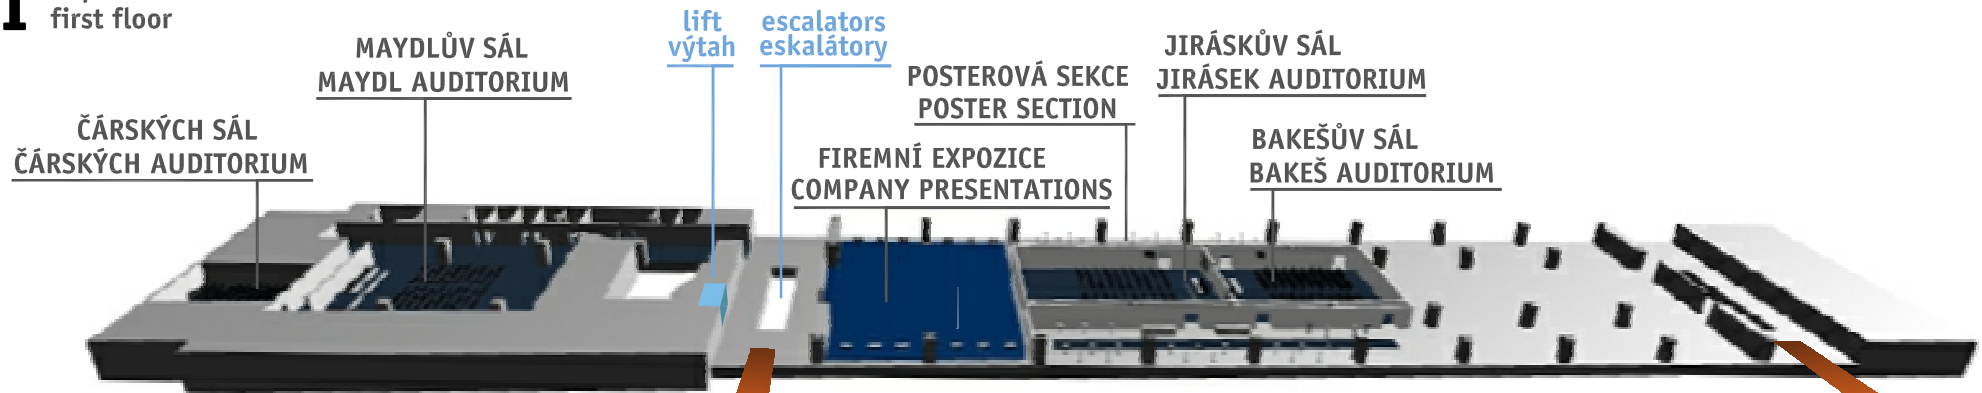 1
first floor
lift
výtah
escalators
eskalátory
MAYDLŮV SÁL
MAYDL AUDITORIUM
JIRÁSKŮV SÁL
JIRÁSEK AUDITORIUM
POSTEROVÁ SEKCE
POSTER SECTION
ČÁRSKÝCH SÁL
ČÁRSKÝCH AUDITORIUM
BAKEŠŮV SÁL
BAKEŠ AUDITORIUM
FIREMNÍ EXPOZICE
COMPANY PRESENTATIONS